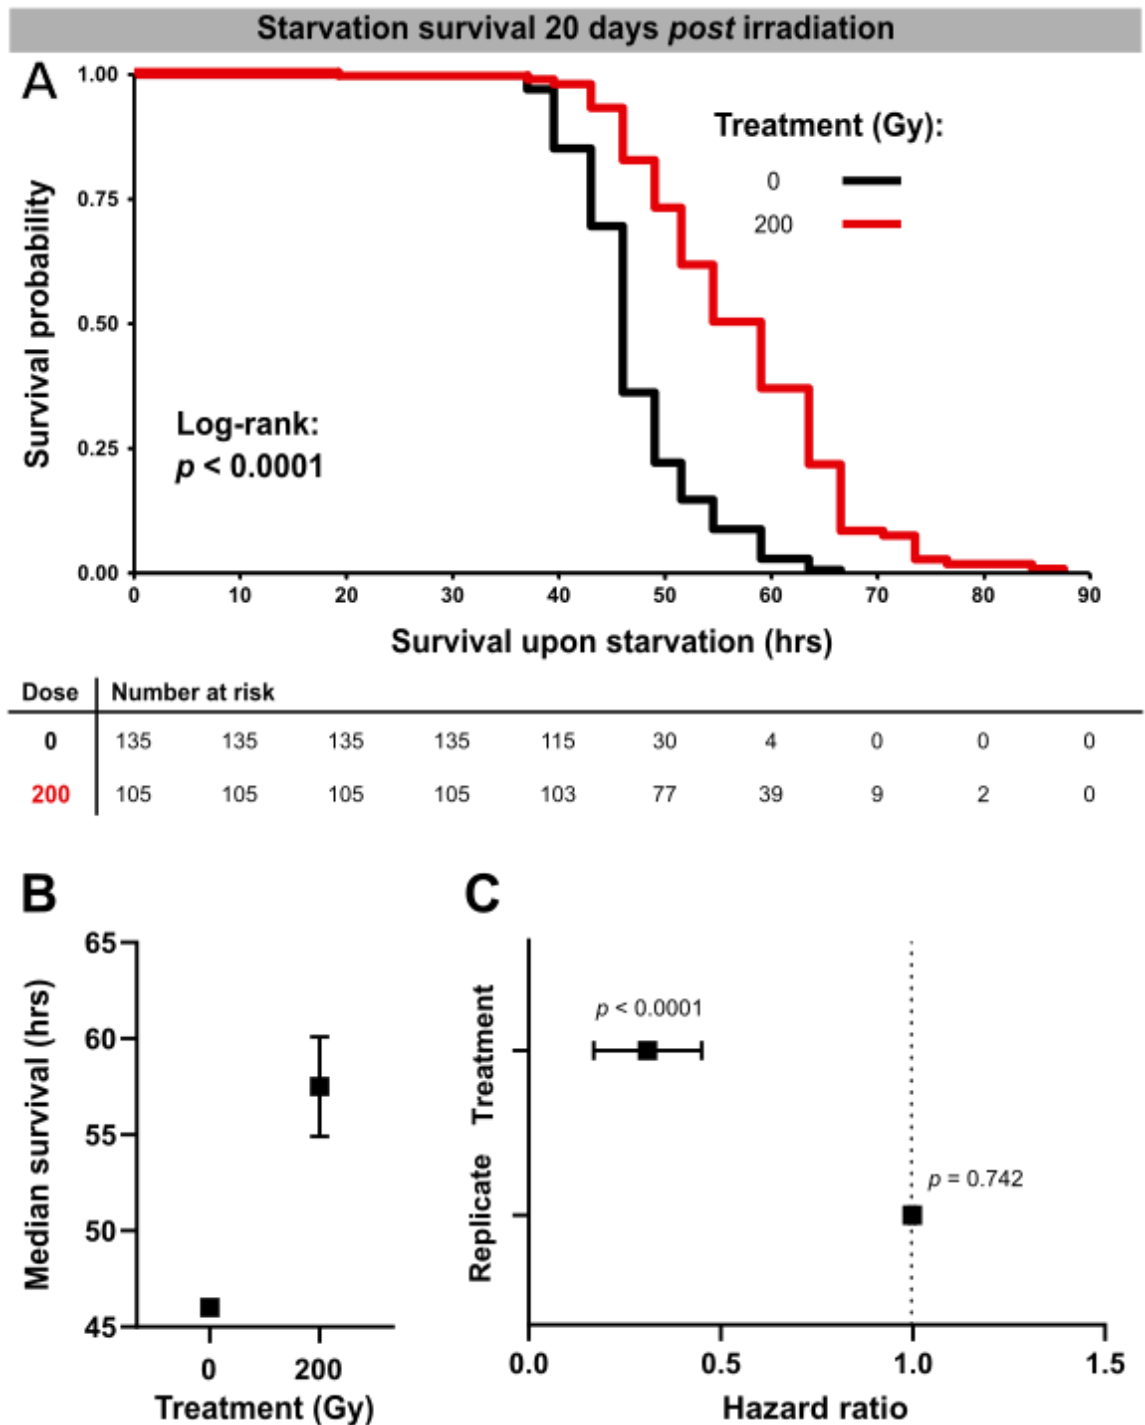 Starvation survival 20 days post irradiation
A
Survival probability
1.00
0.75
0.50
0.25
0.00
Treatment (Gy):
0
200
Log-rank:
p < 0.0001
0 10 20 30 40 50 60 70 80 90
Survival upon starvation (hrs)
Dose Number at risk
0 135 135 135 135 115 30 4 0 0 0
200 105 105 105 105 103 77 39 9 2 0
B
Median survival (hrs)
65
60
55
50
45
0 200
Treatment (Gy)
C
Treatment
Replicate
p < 0.0001
p = 0.742
0.0 0.5 1.0 1.5
Hazard ratio